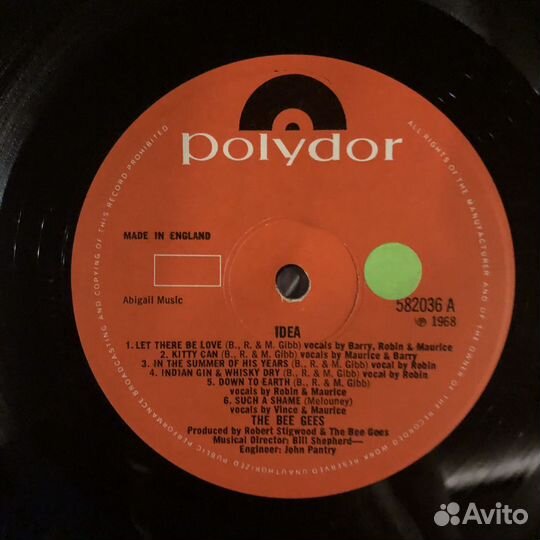 polydor
ALL RIGHTS OF THE MANUFACTURER AND OF THE OWNER OF THE RECORDED WORK RESERVED UNAUTHORIZED PUBLIC PERFORMANCE BROADCASTING AND COPYING OF THIS RECORD PROHIBITED
MADE IN ENGLAND
Abigail Music
582036 A
℗ 1968
IDEA
1. LET THERE BE LOVE (B., R. & M. Gibb) vocals by Barry, Robin & Maurice
2. KITTY CAN (B., R. & M. Gibb) vocals by Maurice & Barry
3. IN THE SUMMER OF HIS YEARS (B., R. & M. Gibb) vocal by Robin
4. INDIAN GIN & WHISKY DRY (B., R. & M. Gibb) vocal by Robin
5. DOWN TO EARTH (B., R. & M. Gibb)
vocals by Robin & Maurice
6. SUCH A SHAME (Melouney)
vocals by Vince & Maurice
THE BEE GEES
Produced by Robert Stigwood & The Bee Gees
Musical Director: Bill Shepherd—
Engineer: John Pantry
Avito